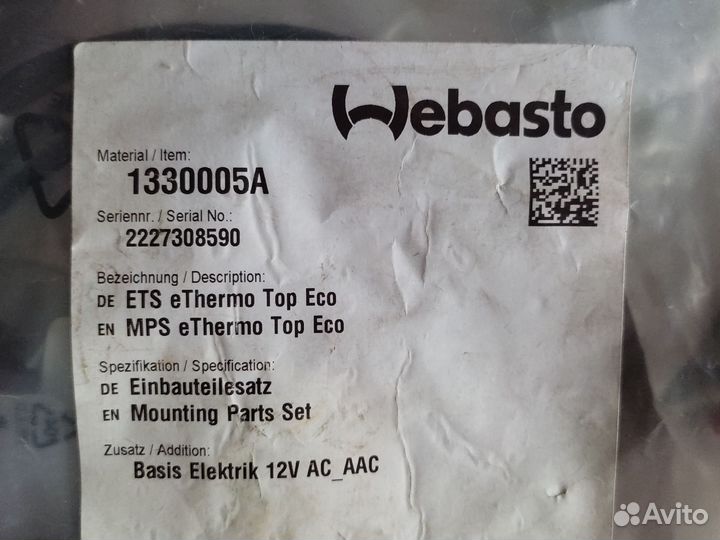 Webasto
Material / Item:
1330005A
Seriennr. / Serial No.:
2227308590
Bezeichnung / Description:
DE ETS eThermo Top Eco
EN MPS eThermo Top Eco
Spezifikation / Specification:
DE Einbauteilesatz
EN Mounting Parts Set
Zusatz / Addition:
Basis Elektrik 12V AC_AAC
Avito